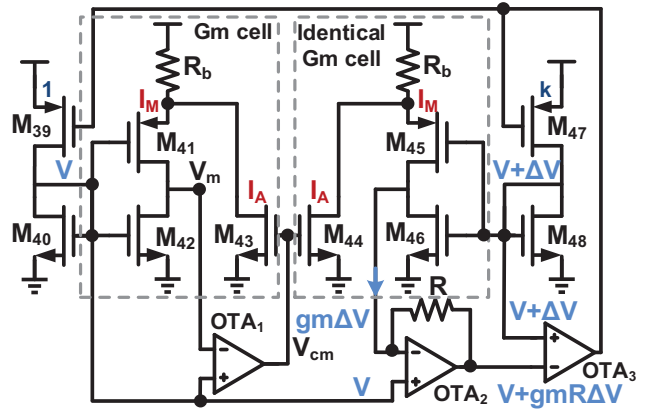 Gm cell
Identical
Gm cell
R_b
R_b
1
I_M
I_M
k
M_39
M_41
M_45
M_47
V
V_m
V+ΔV
I_A
I_A
M_40
M_42
M_43
M_44
M_46
M_48
gmΔV
R
V+ΔV
OTA_1
V_cm
V
OTA_2
OTA_3
V+gmRΔV